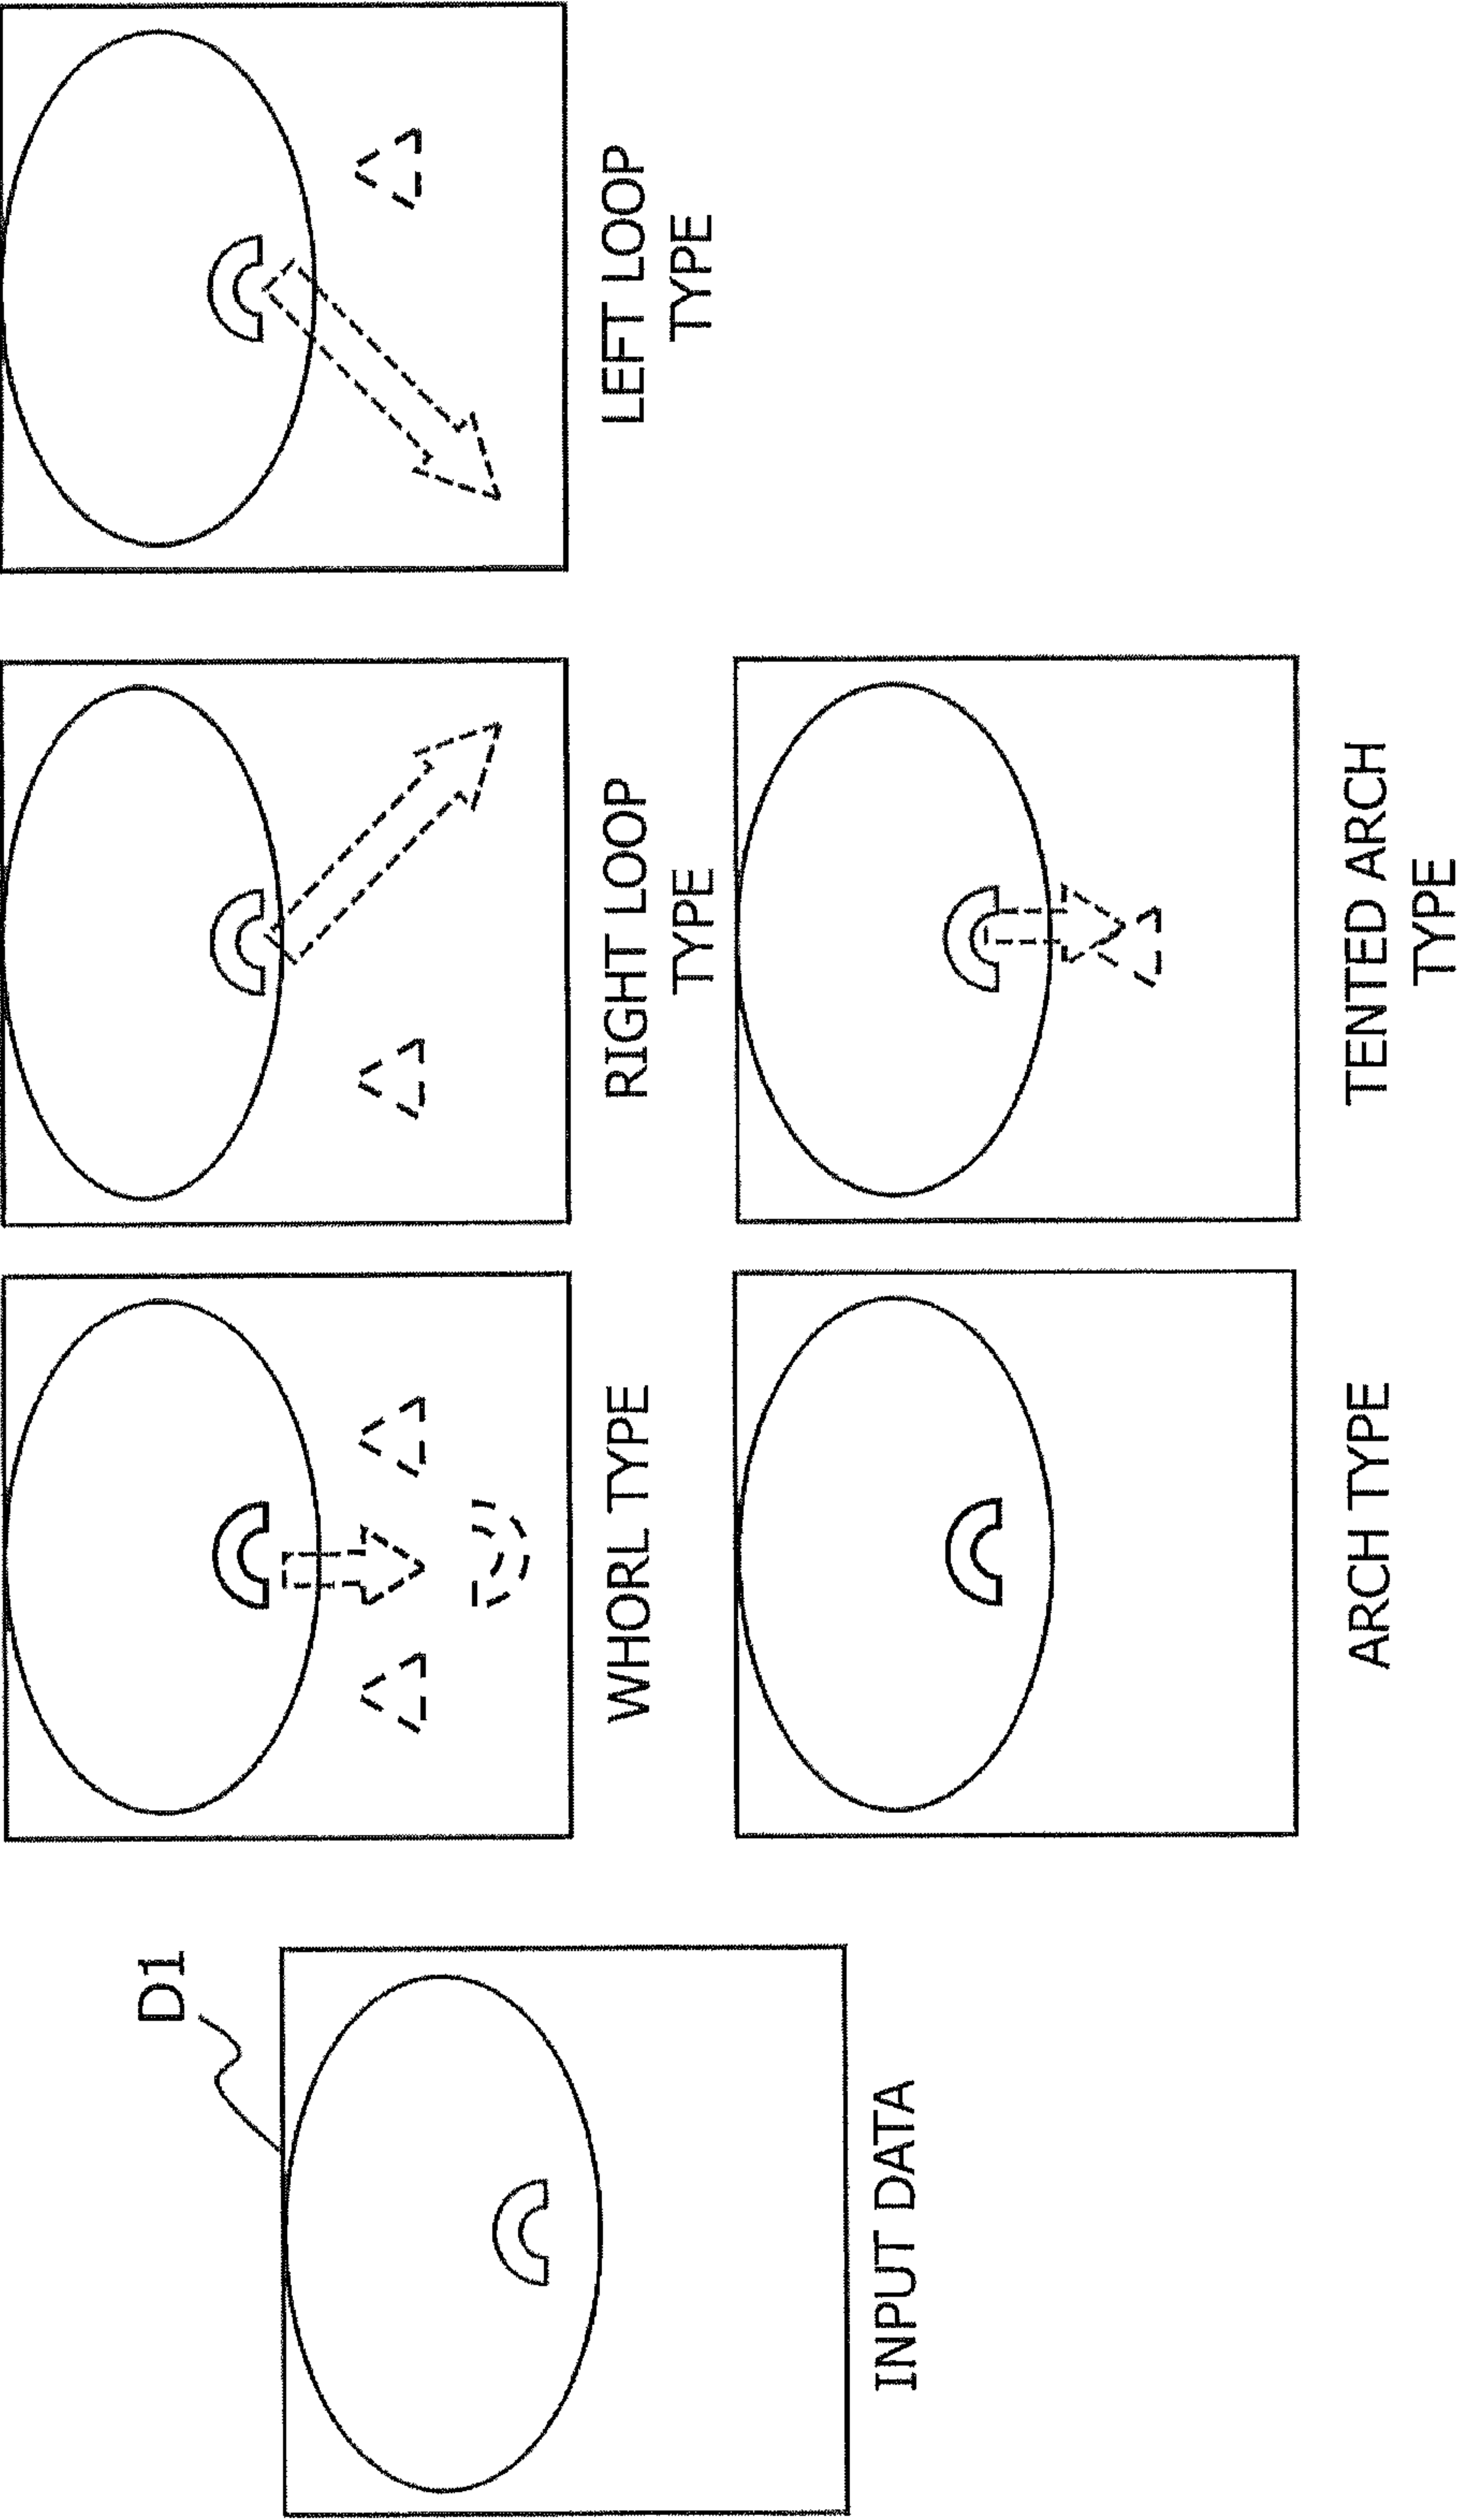 D1
INPUT DATA
WHORL TYPE
RIGHT LOOP
TYPE
LEFT LOOP
TYPE
ARCH TYPE
TENTED ARCH
TYPE